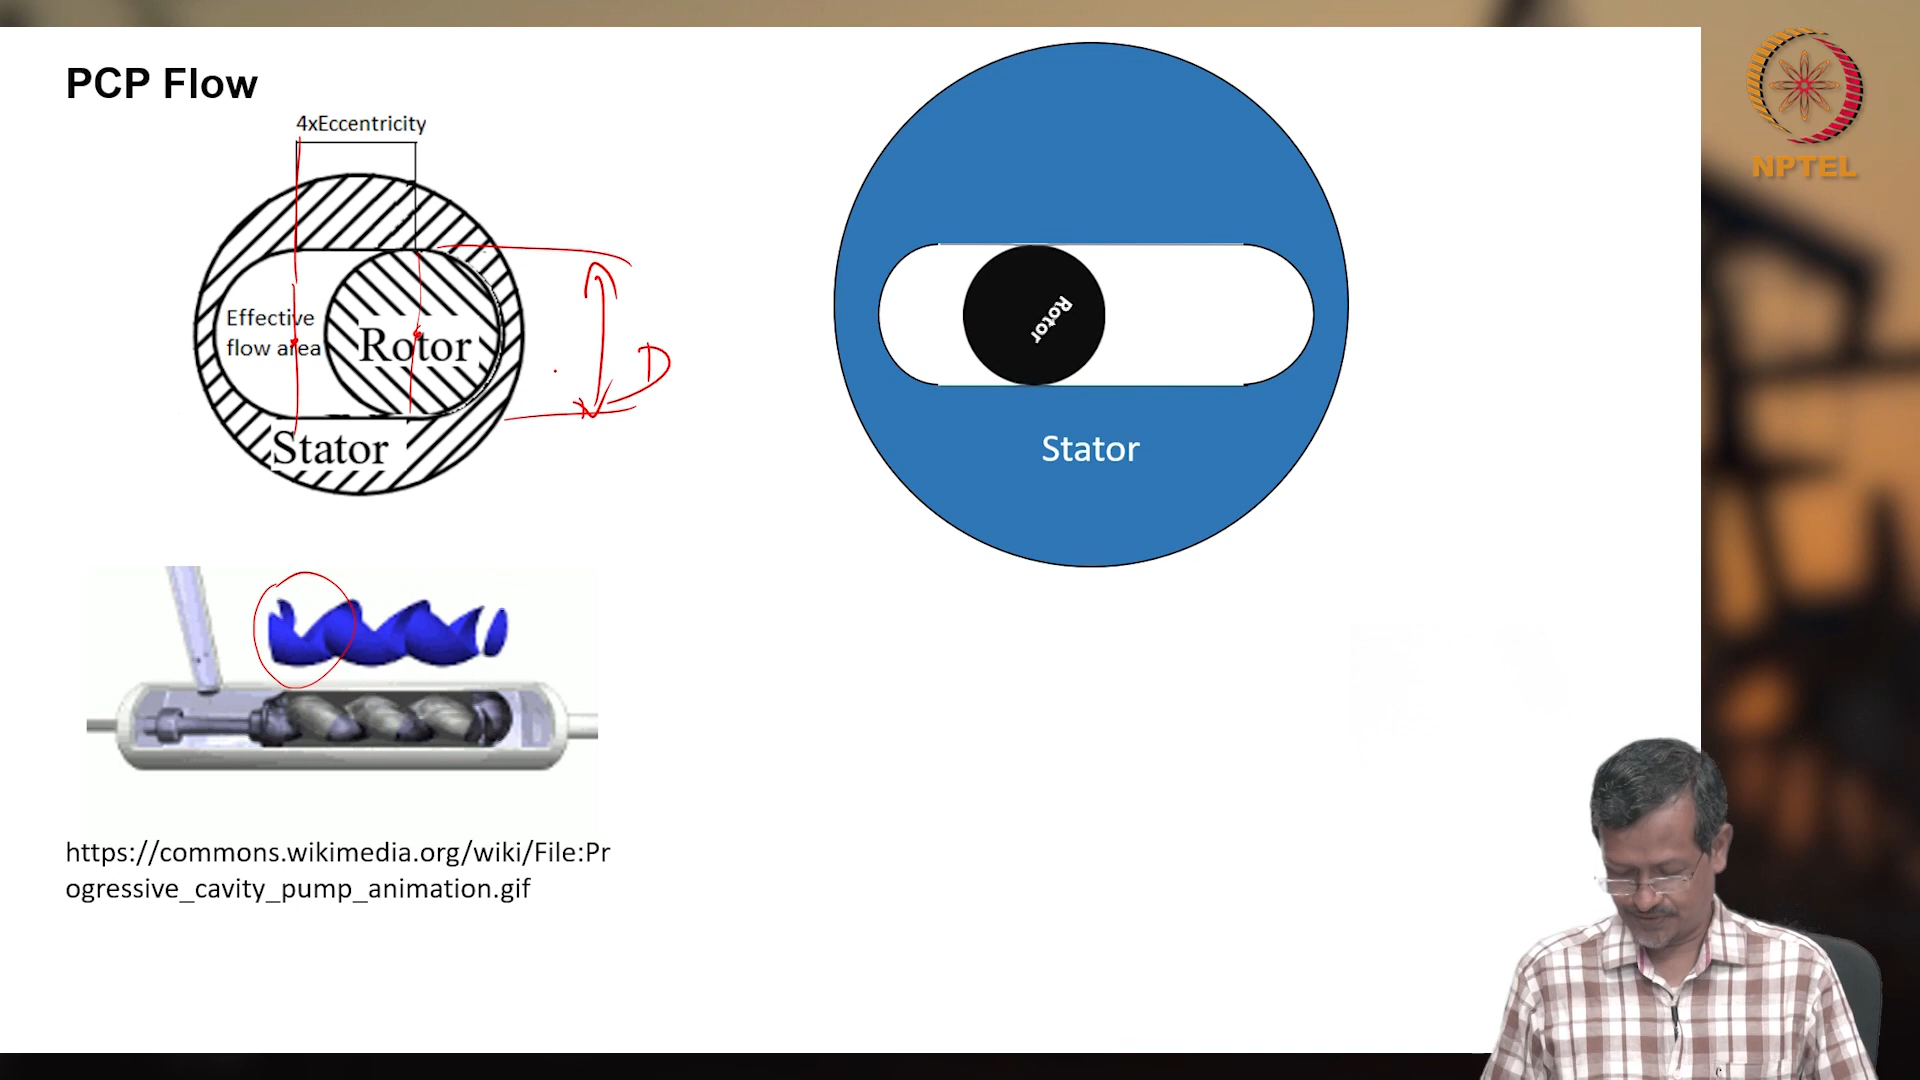 PCP Flow
4xEccentricity
Effective
flow area
Rotor
Stator
D
Rotor
Stator
https://commons.wikimedia.org/wiki/File:Pr
ogressive_cavity_pump_animation.gif
NPTEL